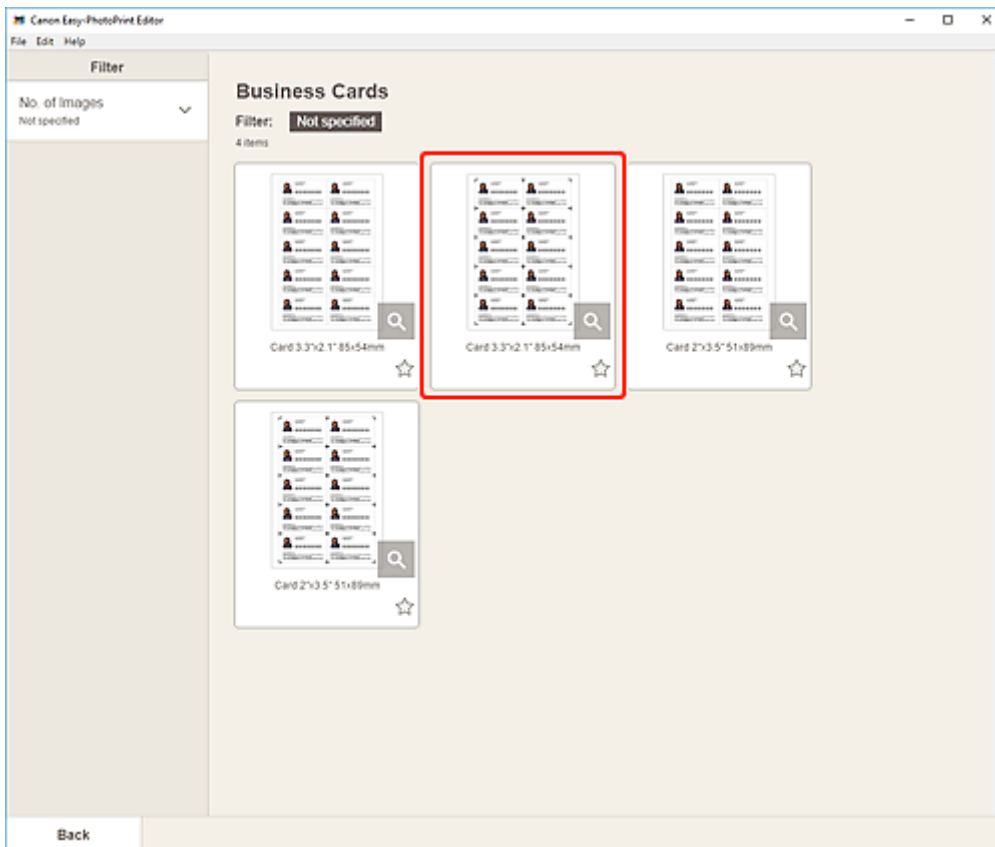 Canon Easy-PhotoPrint Editor
File Edit Help
Filter
No. of Images
Not specified
Business Cards
Filter: Not specified
4 items
Card 3.3"x2.1" 85x54mm
Card 3.3"x2.1" 85x54mm
Card 2"x3.5" 51x89mm
Card 2"x3.5" 51x89mm
Back